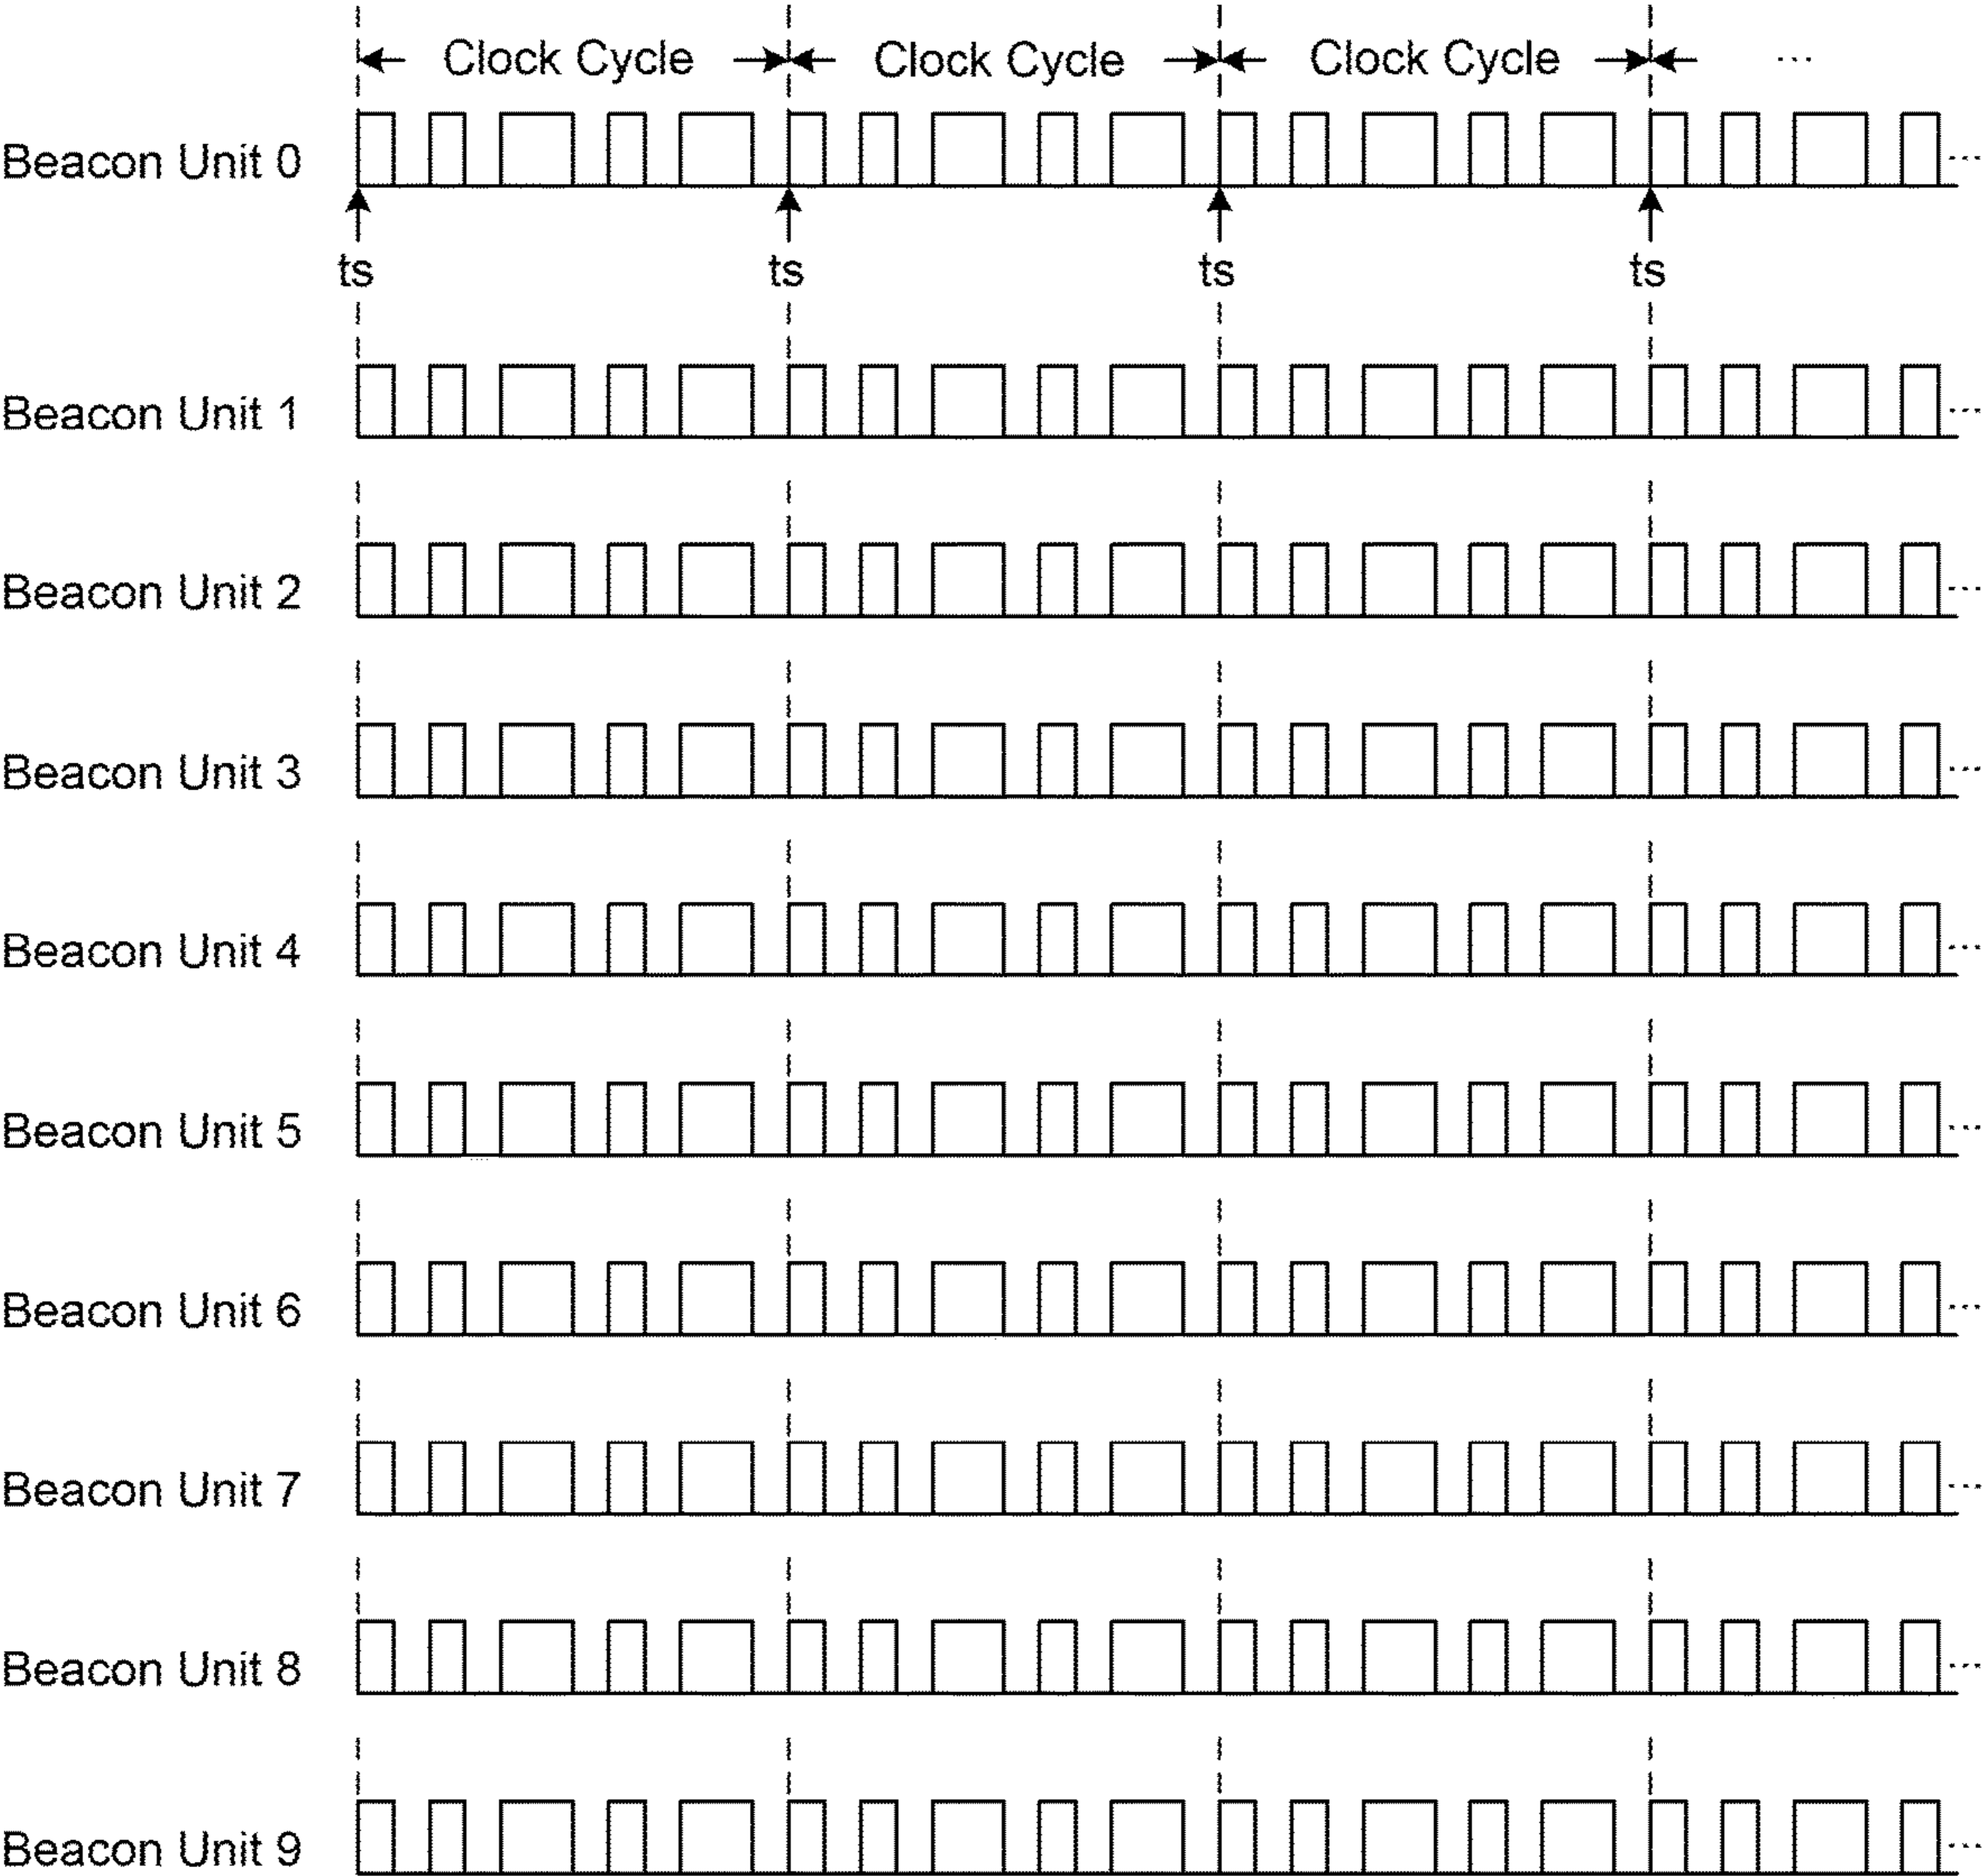 Clock Cycle Clock Cycle Clock Cycle ...
Beacon Unit 0 ...
ts ts ts ts
Beacon Unit 1 ...
Beacon Unit 2 ...
Beacon Unit 3 ...
Beacon Unit 4 ...
Beacon Unit 5 ...
Beacon Unit 6 ...
Beacon Unit 7 ...
Beacon Unit 8 ...
Beacon Unit 9 ...